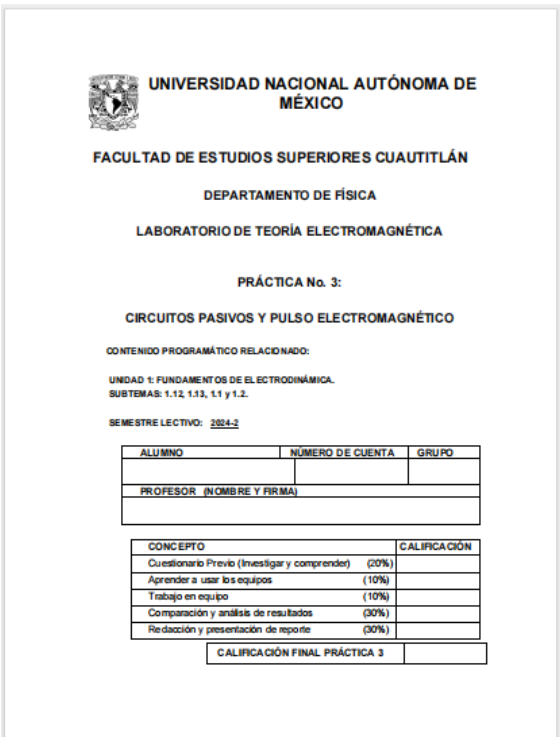 UNIVERSIDAD NACIONAL AUTÓNOMA DE
MÉXICO
FACULTAD DE ESTUDIOS SUPERIORES CUAUTITLÁN
DEPARTAMENTO DE FÍSICA
LABORATORIO DE TEORÍA ELECTROMAGNÉTICA
PRÁCTICA No. 3:
CIRCUITOS PASIVOS Y PULSO ELECTROMAGNÉTICO
CONTENIDO PROGRAMÁTICO RELACIONADO:
UNIDAD 1: FUNDAMENTOS DE ELECTRODINÁMICA.
SUBTEMAS: 1.12, 1.13, 1.1 y 1.2.
SEMESTRE LECTIVO: 2024-2
ALUMNO NÚMERO DE CUENTA GRUPO
PROFESOR (NOMBRE Y FIRMA)
CONCEPTO CALIFICACIÓN
Cuestionario Previo (Investigar y comprender) (20%)
Aprender a usar los equipos (10%)
Trabajo en equipo (10%)
Comparación y análisis de resultados (30%)
Redacción y presentación de reporte (30%)
CALIFICACIÓN FINAL PRÁCTICA 3